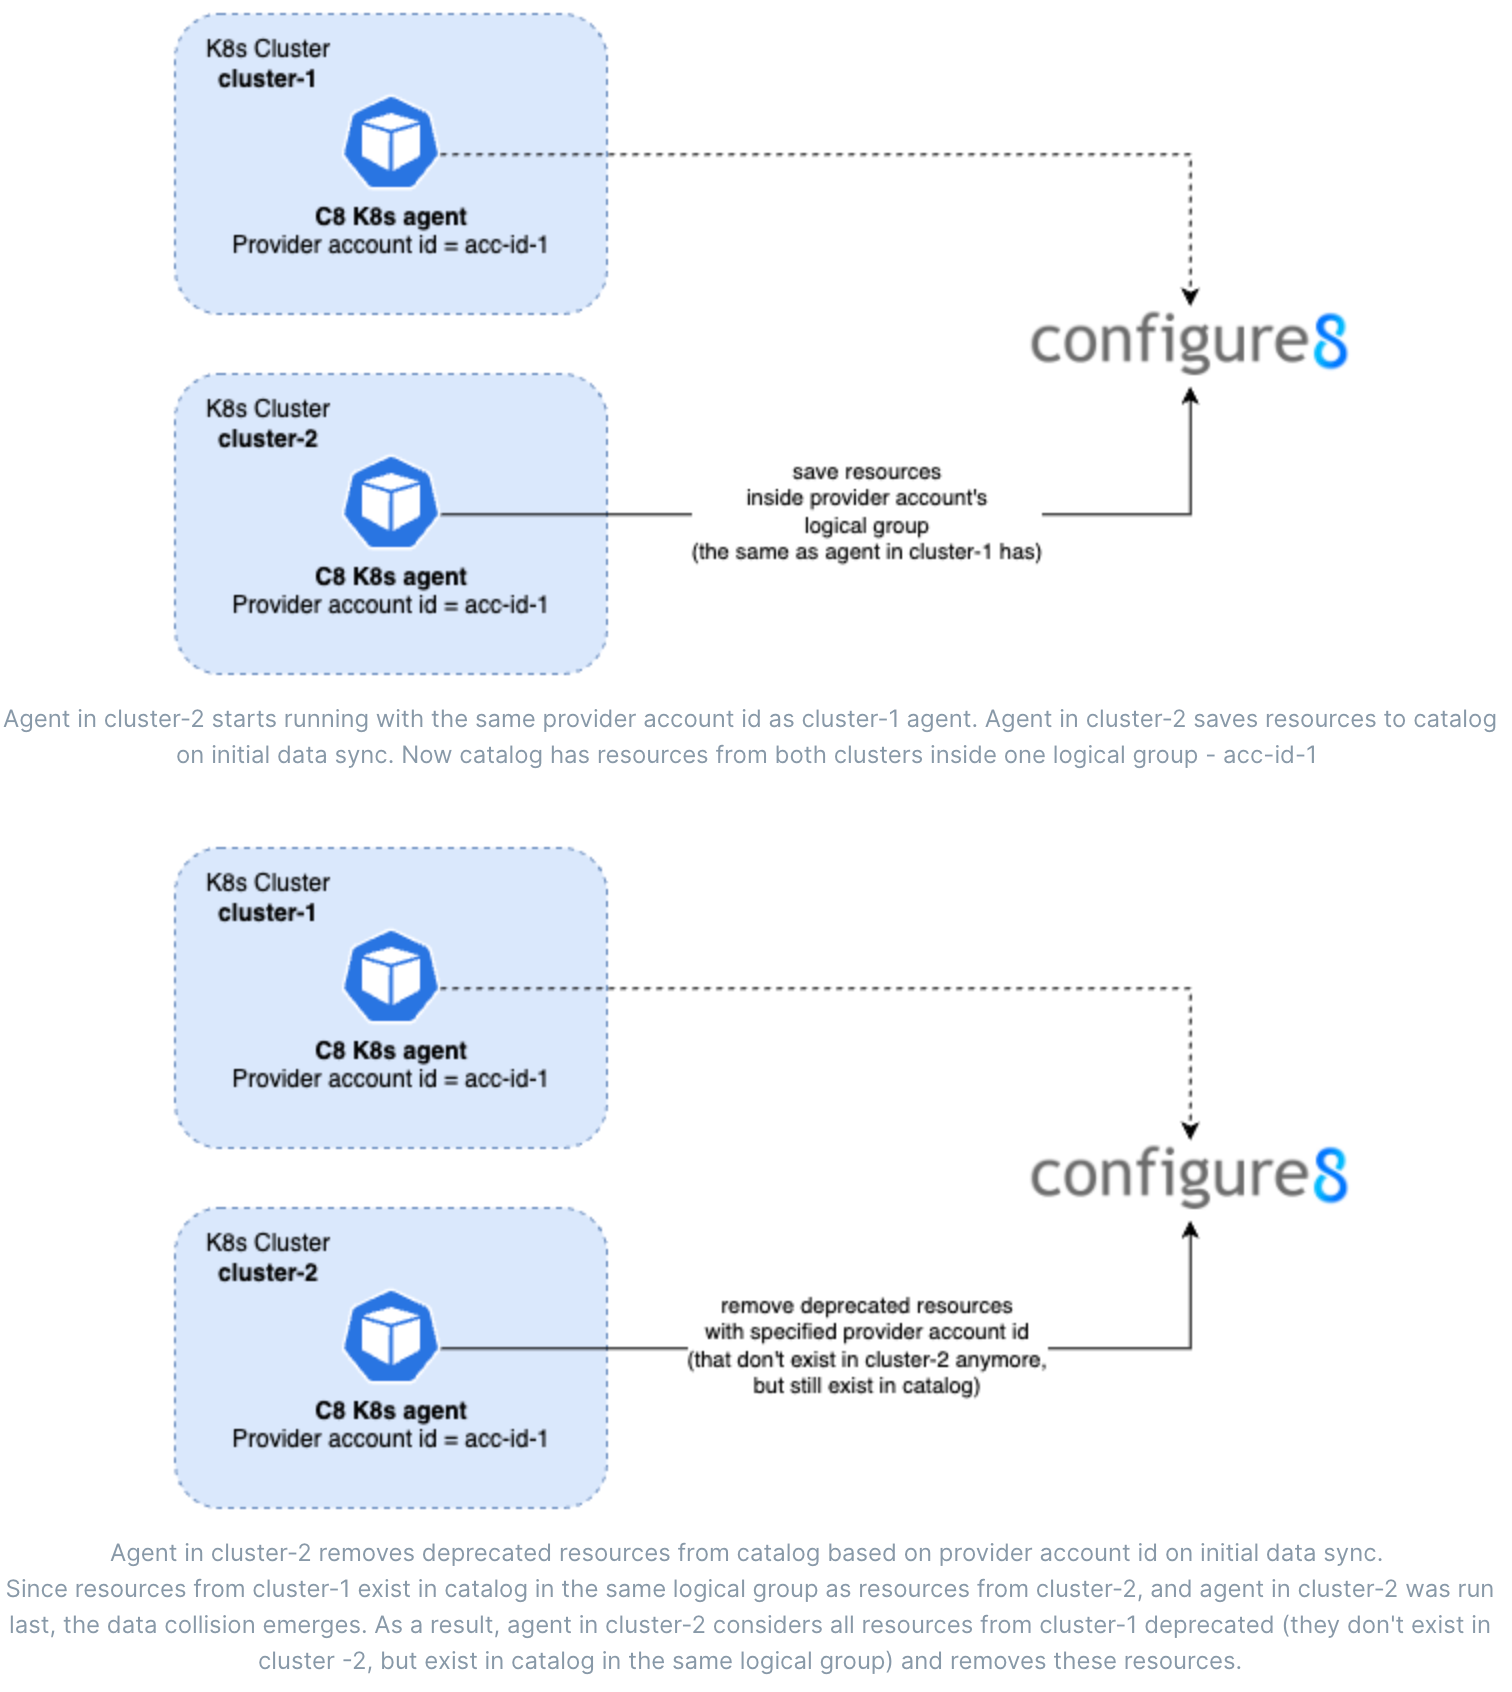 K8s Cluster
cluster-1
C8 K8s agent
Provider account id = acc-id-1
configure8
K8s Cluster
cluster-2
save resources
inside provider account's
logical group
(the same as agent in cluster-1 has)
C8 K8s agent
Provider account id = acc-id-1
Agent in cluster-2 starts running with the same provider account id as cluster-1 agent. Agent in cluster-2 saves resources to catalog
on initial data sync. Now catalog has resources from both clusters inside one logical group - acc-id-1
K8s Cluster
cluster-1
C8 K8s agent
Provider account id = acc-id-1
configure8
K8s Cluster
cluster-2
remove deprecated resources
with specified provider account id
(that don't exist in cluster-2 anymore,
but still exist in catalog)
C8 K8s agent
Provider account id = acc-id-1
Agent in cluster-2 removes deprecated resources from catalog based on provider account id on initial data sync.
Since resources from cluster-1 exist in catalog in the same logical group as resources from cluster-2, and agent in cluster-2 was run
last, the data collision emerges. As a result, agent in cluster-2 considers all resources from cluster-1 deprecated (they don't exist in
cluster -2, but exist in catalog in the same logical group) and removes these resources.